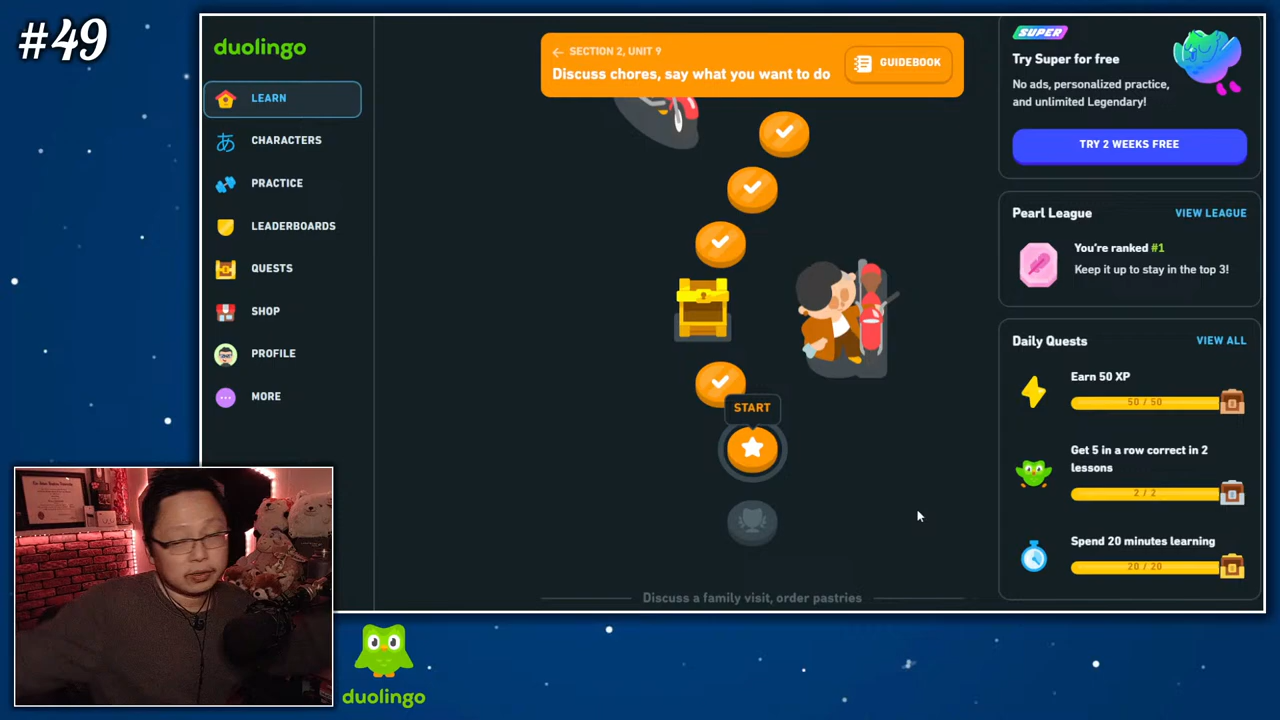 #49
duolingo
LEARN
あ CHARACTERS
PRACTICE
LEADERBOARDS
QUESTS
SHOP
PROFILE
MORE
← SECTION 2, UNIT 9
Discuss chores, say what you want to do
GUIDEBOOK
START
Discuss a family visit, order pastries
SUPER
Try Super for free
No ads, personalized practice,
and unlimited Legendary!
TRY 2 WEEKS FREE
Pearl League
VIEW LEAGUE
You're ranked #1
Keep it up to stay in the top 3!
Daily Quests
VIEW ALL
Earn 50 XP
50 / 50
Get 5 in a row correct in 2
lessons
2 / 2
Spend 20 minutes learning
20 / 20
duolingo